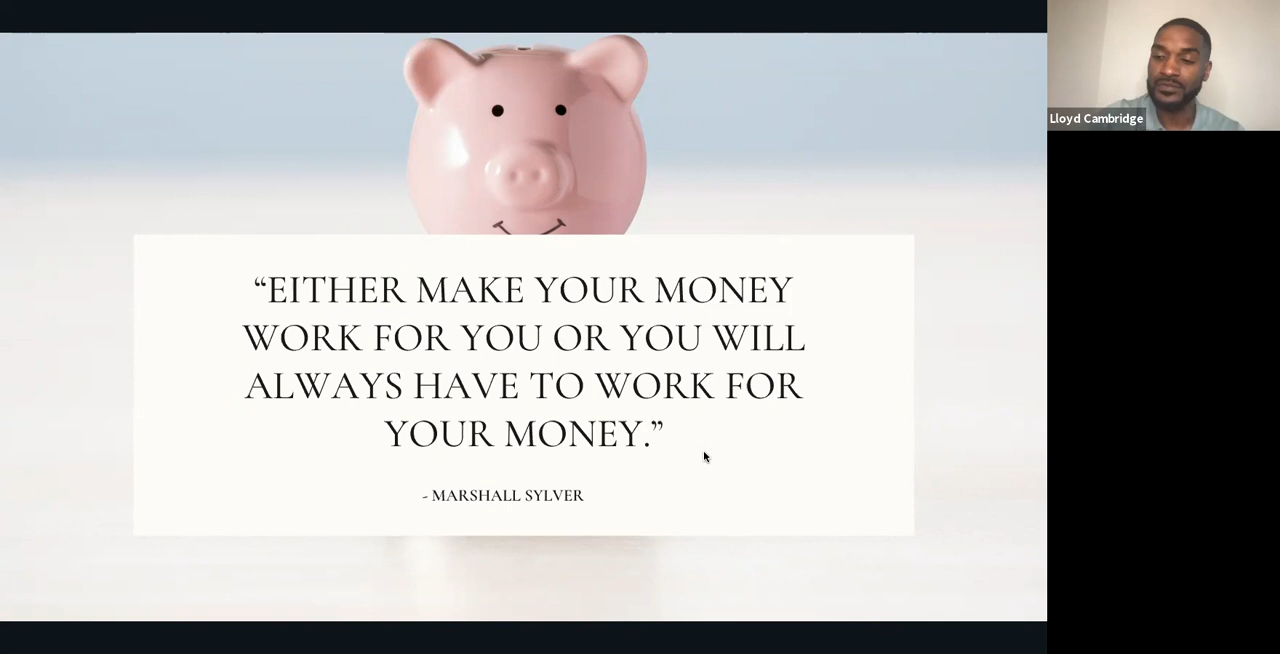 “EITHER MAKE YOUR MONEY
WORK FOR YOU OR YOU WILL
ALWAYS HAVE TO WORK FOR
YOUR MONEY.”
- MARSHALL SYLVER
Lloyd Cambridge